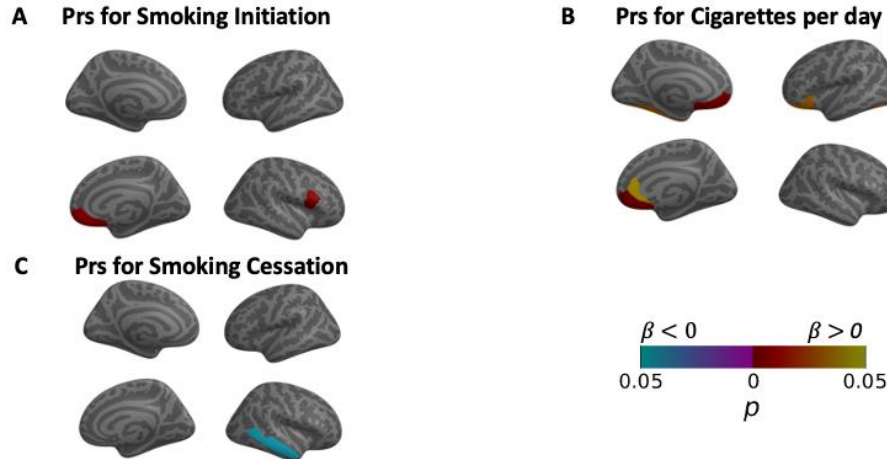 A Prs for Smoking Initiation
B Prs for Cigarettes per day
C Prs for Smoking Cessation
β < 0 β > 0
0.05 0 0.05
p